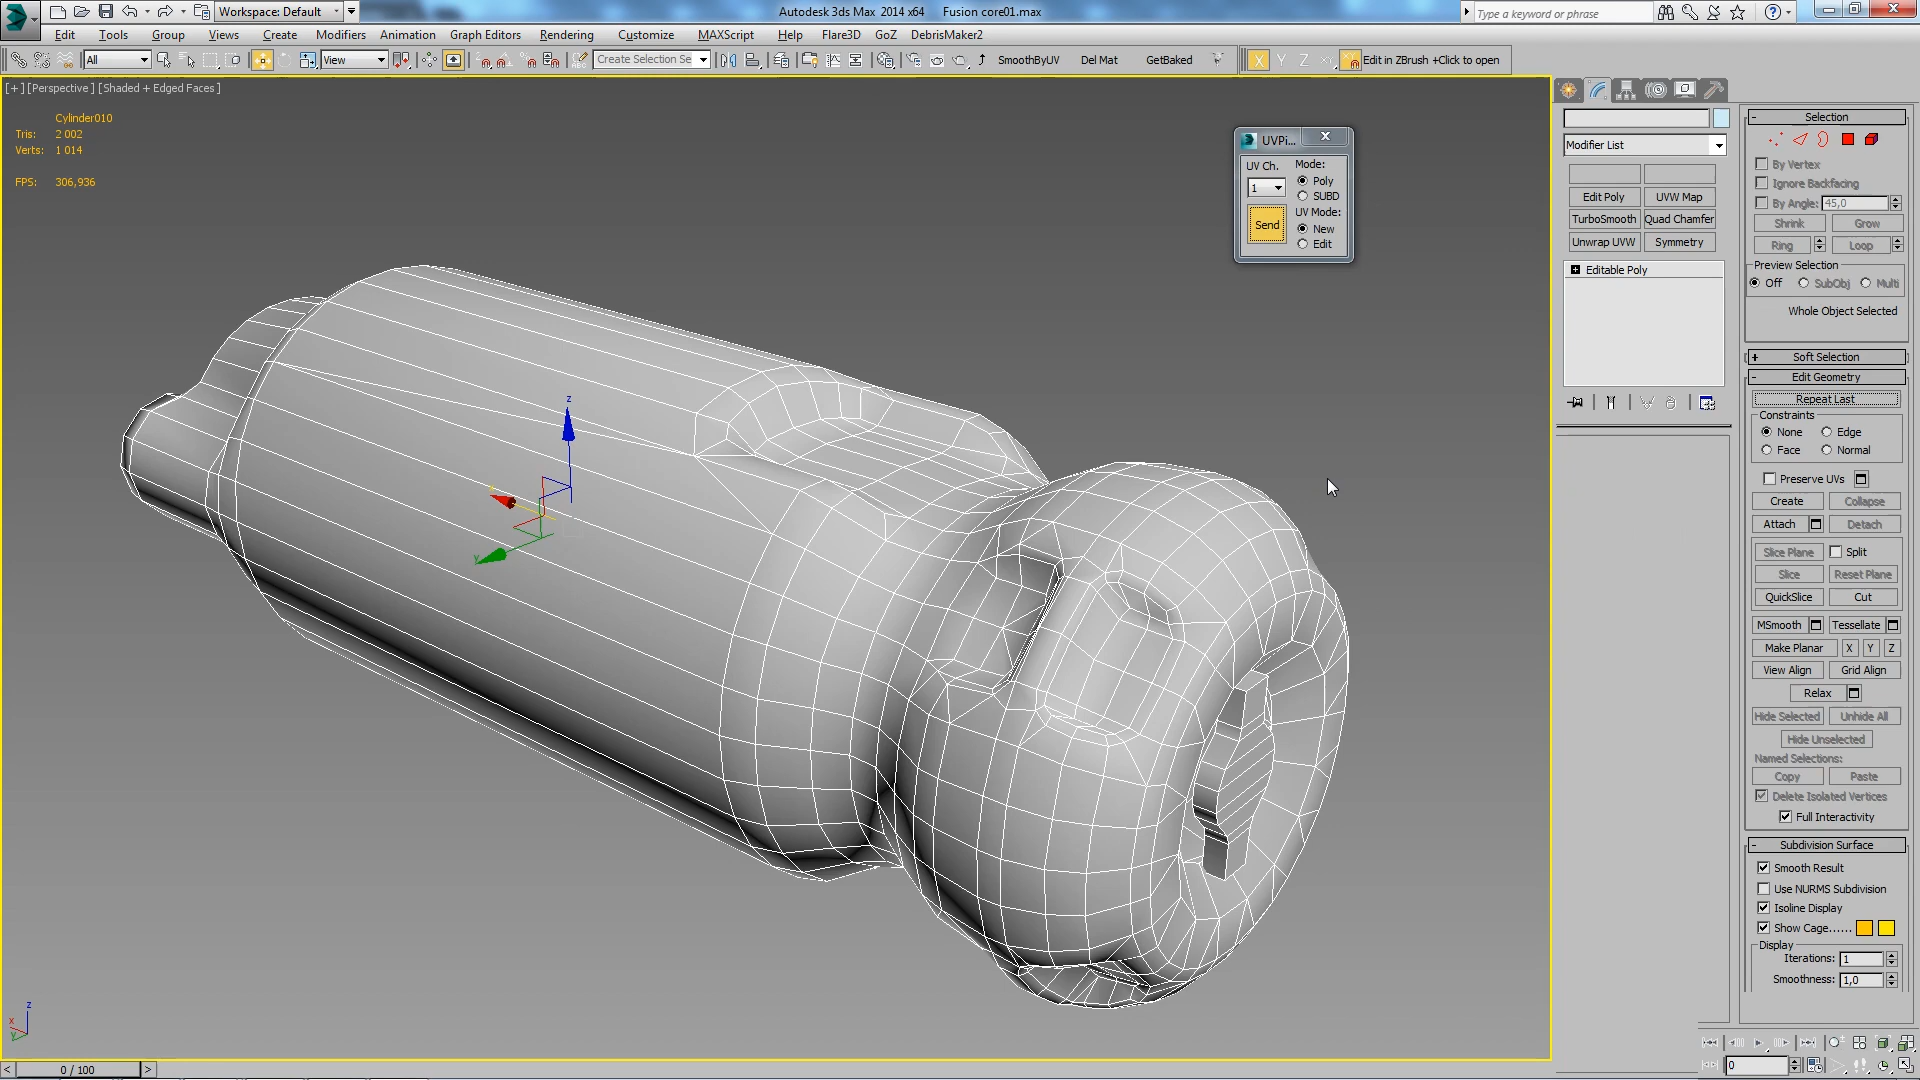 Workspace: Default
Autodesk 3ds Max 2014 x64    Fusion core01.max
Type a keyword or phrase
Edit Tools Group Views Create Modifiers Animation Graph Editors Rendering Customize MAXScript Help Flare3D GoZ DebrisMaker2
All
View
Create Selection Se
SmoothByUV Del Mat GetBaked
X Y Z
Edit in ZBrush +Click to open
[+] [Perspective ] [Shaded + Edged Faces ]
Cylinder010
Tris: 2 002
Verts: 1 014
FPS: 306,936
UVPi...
UV Ch.
1
Send
Mode:
Poly
SUBD
UV Mode:
New
Edit
z
y
z
x
y
Modifier List
Edit Poly UVW Map
TurboSmooth Quad Chamfer
Unwrap UVW Symmetry
Editable Poly
Selection
By Vertex
Ignore Backfacing
By Angle: 45,0
Shrink Grow
Ring Loop
Preview Selection
Off SubObj Multi
Whole Object Selected
Soft Selection
Edit Geometry
Repeat Last
Constraints
None Edge
Face Normal
Preserve UVs
Create Collapse
Attach Detach
Slice Plane Split
Slice Reset Plane
QuickSlice Cut
MSmooth Tessellate
Make Planar X Y Z
View Align Grid Align
Relax
Hide Selected Unhide All
Hide Unselected
Named Selections:
Copy Paste
Delete Isolated Vertices
Full Interactivity
Subdivision Surface
Smooth Result
Use NURMS Subdivision
Isoline Display
Show Cage......
Display
Iterations: 1
Smoothness: 1,0
0 / 100
0